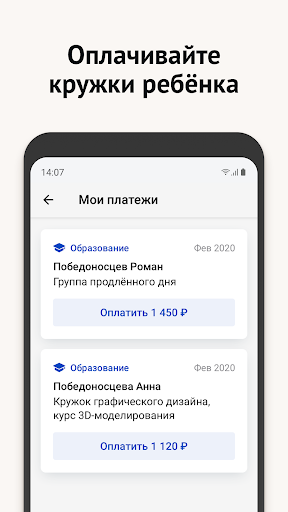 Оплачивайте
кружки ребёнка
14:07
Мои платежи
Образование
Фев 2020
Победоносцев Роман
Группа продлённого дня
Оплатить 1 450 ₽
Образование
Фев 2020
Победоносцева Анна
Кружок графического дизайна,
курс 3D-моделирования
Оплатить 1 120 ₽